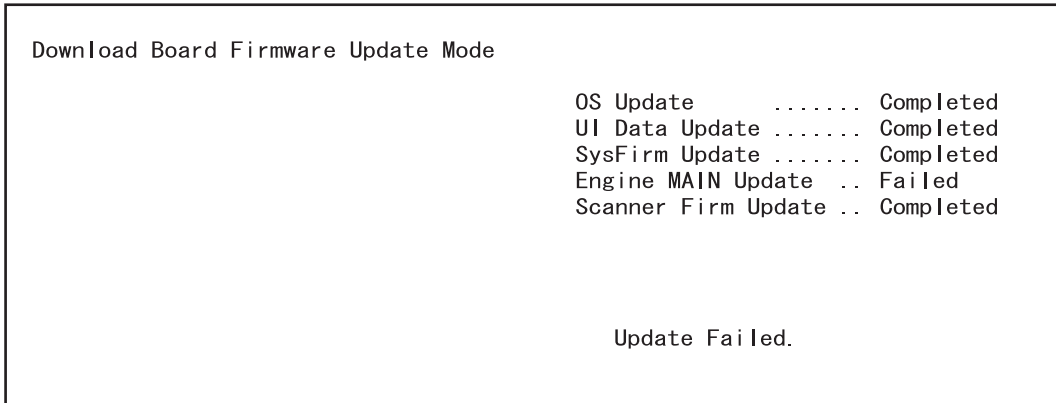 Download Board Firmware Update Mode
OS Update ....... Completed
UI Data Update ....... Completed
SysFirm Update ....... Completed
Engine MAIN Update .. Failed
Scanner Firm Update .. Completed
Update Failed.